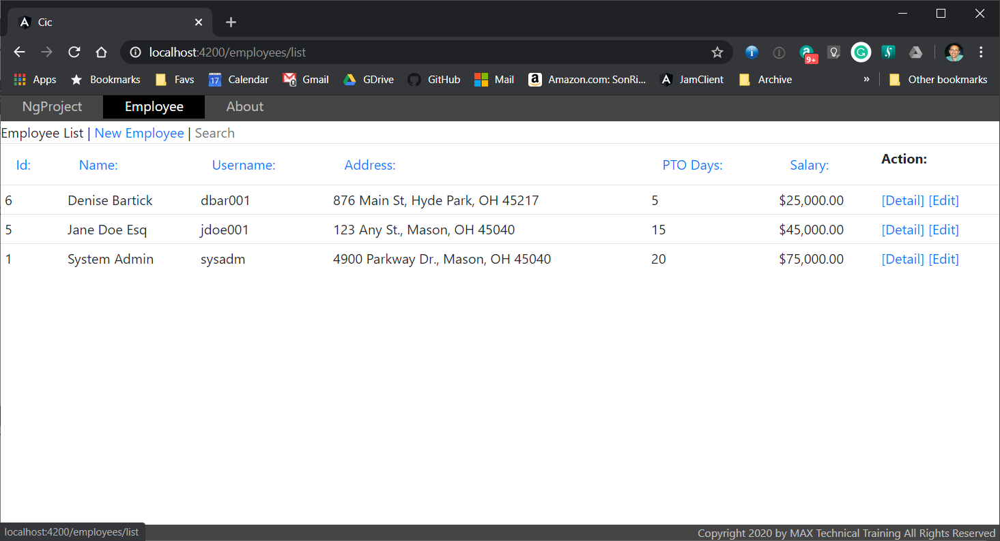 Cic
localhost:4200/employees/list
9+
Apps Bookmarks Favs 17 Calendar Gmail GDrive GitHub Mail Amazon.com: SonRi... JamClient Archive » Other bookmarks
NgProject Employee About
Employee List | New Employee | Search
Id: Name: Username: Address: PTO Days: Salary: Action:
6 Denise Bartick dbar001 876 Main St, Hyde Park, OH 45217 5 $25,000.00 [Detail] [Edit]
5 Jane Doe Esq jdoe001 123 Any St., Mason, OH 45040 15 $45,000.00 [Detail] [Edit]
1 System Admin sysadm 4900 Parkway Dr., Mason, OH 45040 20 $75,000.00 [Detail] [Edit]
localhost:4200/employees/list Copyright 2020 by MAX Technical Training All Rights Reserved